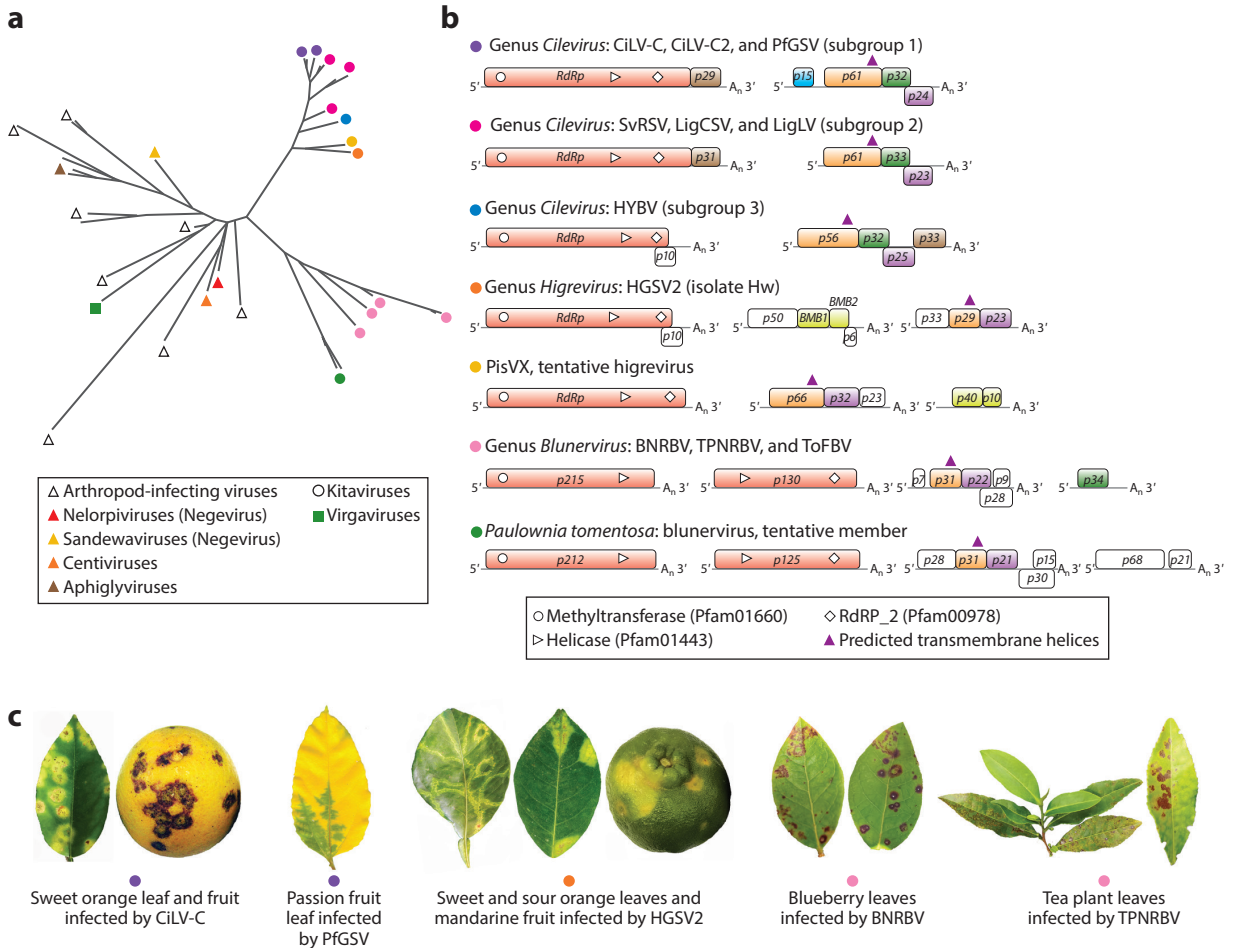 a
△ Arthropod-infecting viruses
▲ Nelorpiviruses (Negevirus)
▲ Sandewaviruses (Negevirus)
▲ Centiviruses
▲ Aphiglyviruses
○ Kitaviruses
■ Virgaviruses
b
Genus Cilevirus: CiLV-C, CiLV-C2, and PfGSV (subgroup 1)
5′ RdRp p29 An 3′ 5′ p15 p61 p32 p24 An 3′
Genus Cilevirus: SvRSV, LigCSV, and LigLV (subgroup 2)
5′ RdRp p31 An 3′ 5′ p61 p33 p23 An 3′
Genus Cilevirus: HYBV (subgroup 3)
5′ RdRp p10 An 3′ 5′ p56 p32 p25 p33 An 3′
Genus Higrevirus: HGSV2 (isolate Hw)
5′ RdRp p10 An 3′ 5′ p50 BMB1 BMB2 p6 An 3′ 5′ p33 p29 p23 An 3′
PisVX, tentative higrevirus
5′ RdRp An 3′ 5′ p66 p32 p23 An 3′ 5′ p40 p10 An 3′
Genus Blunervirus: BNRBV, TPNRBV, and ToFBV
5′ p215 An 3′ 5′ p130 An 3′ 5′ p7 p31 p22 p9 p28 An 3′ 5′ p34 An 3′
Paulownia tomentosa: blunervirus, tentative member
5′ p212 An 3′ 5′ p125 An 3′ 5′ p28 p31 p21 p15 p30 An 3′ 5′ p68 p21 An 3′
○ Methyltransferase (Pfam01660)
▷ Helicase (Pfam01443)
◇ RdRP_2 (Pfam00978)
▲ Predicted transmembrane helices
c
Sweet orange leaf and fruit
infected by CiLV-C
Passion fruit
leaf infected
by PfGSV
Sweet and sour orange leaves and
mandarine fruit infected by HGSV2
Blueberry leaves
infected by BNRBV
Tea plant leaves
infected by TPNRBV